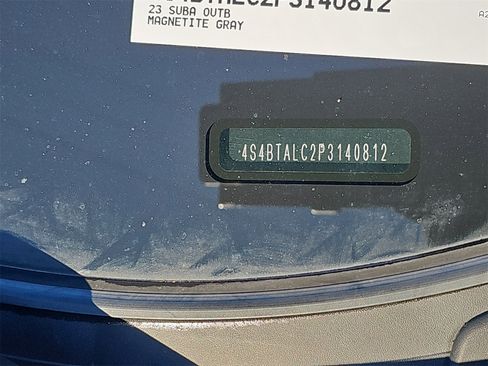 23 SUBA OUTB
MAGNETITE GRAY
4S4BTALC2P3140812